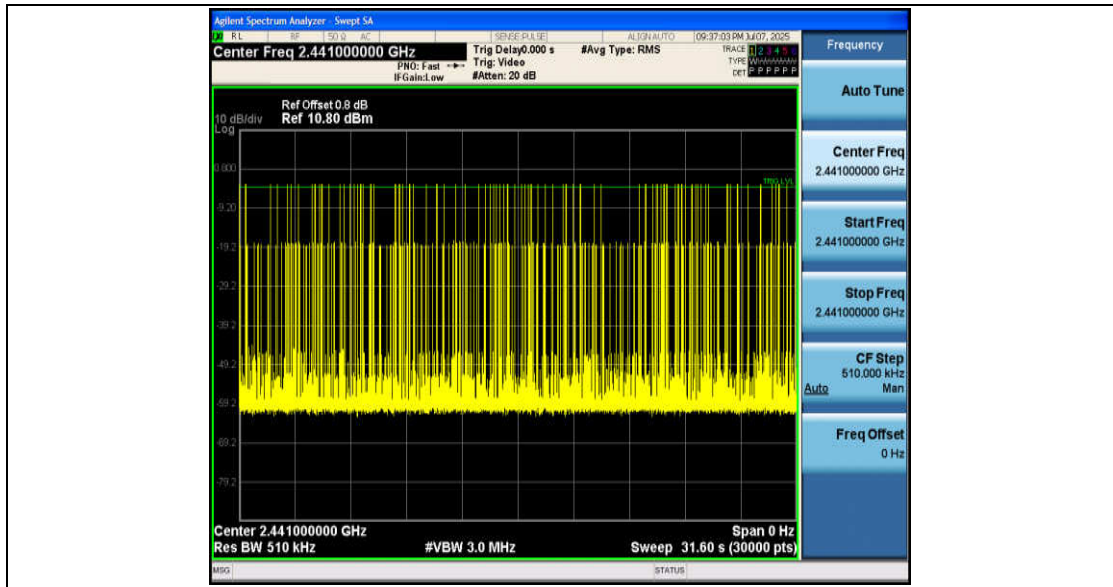 Agilent Spectrum Analyzer - Swept SA
RL RF 50 Ω AC SENSE:PULSE ALIGN AUTO 09:37:03 PM Jul 07, 2025
Center Freq 2.441000000 GHz
PNO: Fast
IFGain:Low
Trig Delay0.000 s
Trig: Video
#Atten: 20 dB
#Avg Type: RMS
TRACE 1 2 3 4 5 6
TYPE
DET P P P P P P
Frequency
Ref Offset 0.8 dB
10 dB/div Ref 10.80 dBm
Log
0.800
TRIG LVL
-9.20
-19.2
-29.2
-39.2
-49.2
-59.2
-69.2
-79.2
Center 2.441000000 GHz Span 0 Hz
Res BW 510 kHz #VBW 3.0 MHz Sweep 31.60 s (30000 pts)
MSG STATUS
Auto Tune
Center Freq
2.441000000 GHz
Start Freq
2.441000000 GHz
Stop Freq
2.441000000 GHz
CF Step
510.000 kHz
Auto Man
Freq Offset
0 Hz